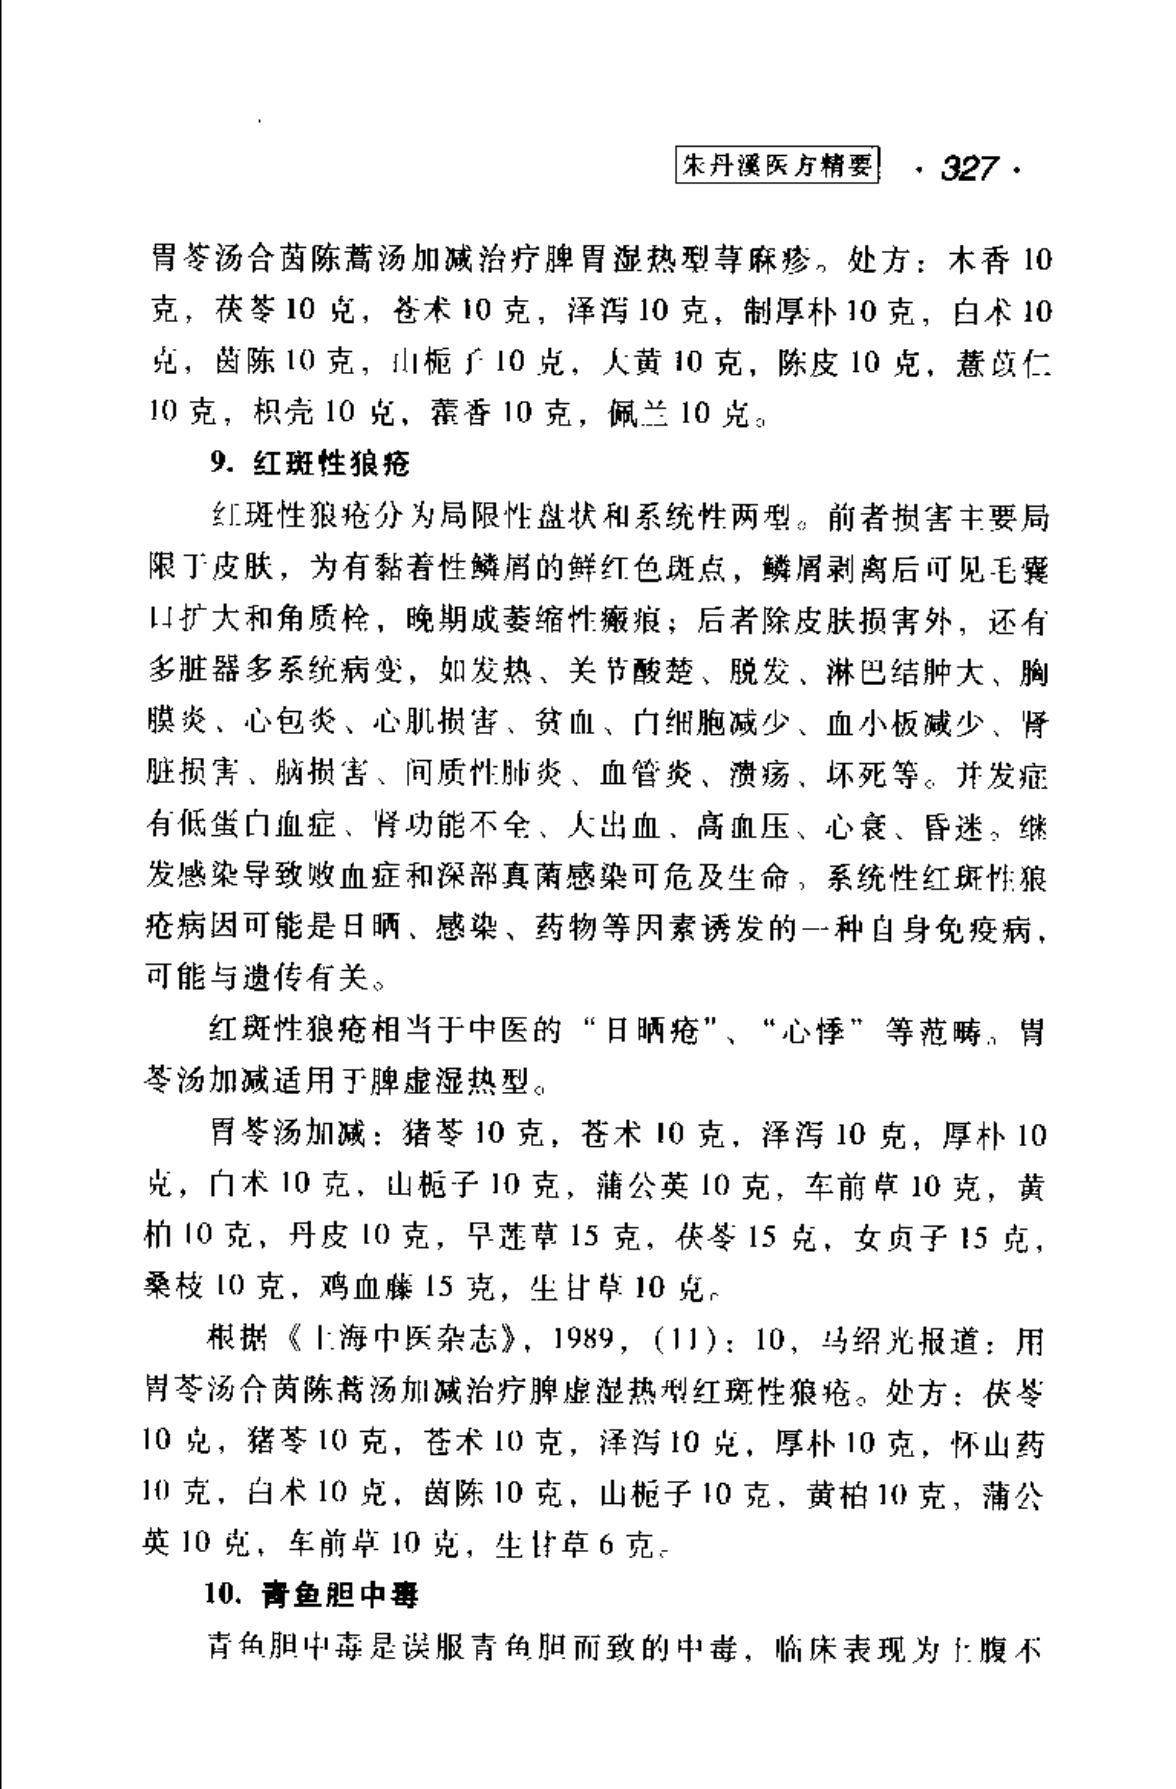 朱丹溪医方精要 · 327 ·
胃苓汤合茵陈蒿汤加减治疗脾胃湿热型荨麻疹。处方：木香 10
克，茯苓 10 克，苍术 10 克，泽泻 10 克，制厚朴 10 克，白术 10
克，茵陈 10 克，山栀子 10 克，大黄 10 克，陈皮 10 克，薏苡仁
10 克，枳壳 10 克，藿香 10 克，佩兰 10 克。
9. 红斑性狼疮
红斑性狼疮分为局限性盘状和系统性两型。前者损害主要局
限于皮肤，为有黏着性鳞屑的鲜红色斑点，鳞屑剥离后可见毛囊
口扩大和角质栓，晚期成萎缩性瘢痕；后者除皮肤损害外，还有
多脏器多系统病变，如发热、关节酸楚、脱发、淋巴结肿大、胸
膜炎、心包炎、心肌损害、贫血、白细胞减少、血小板减少、肾
脏损害、脑损害、间质性肺炎、血管炎、溃疡、坏死等。并发症
有低蛋白血症、肾功能不全、大出血、高血压、心衰、昏迷。继
发感染导致败血症和深部真菌感染可危及生命。系统性红斑性狼
疮病因可能是日晒、感染、药物等因素诱发的一种自身免疫病，
可能与遗传有关。
红斑性狼疮相当于中医的“日晒疮”、“心悸”等范畴。胃
苓汤加减适用于脾虚湿热型。
胃苓汤加减：猪苓 10 克，苍术 10 克，泽泻 10 克，厚朴 10
克，白术 10 克，山栀子 10 克，蒲公英 10 克，车前草 10 克，黄
柏 10 克，丹皮 10 克，旱莲草 15 克，茯苓 15 克，女贞子 15 克，
桑枝 10 克，鸡血藤 15 克，生甘草 10 克。
根据《上海中医杂志》，1989，(11)：10，马绍光报道：用
胃苓汤合茵陈蒿汤加减治疗脾虚湿热型红斑性狼疮。处方：茯苓
10 克，猪苓 10 克，苍术 10 克，泽泻 10 克，厚朴 10 克，怀山药
10 克，白术 10 克，茵陈 10 克，山栀子 10 克，黄柏 10 克，蒲公
英 10 克，车前草 10 克，生甘草 6 克。
10. 青鱼胆中毒
青鱼胆中毒是误服青鱼胆而致的中毒，临床表现为上腹不